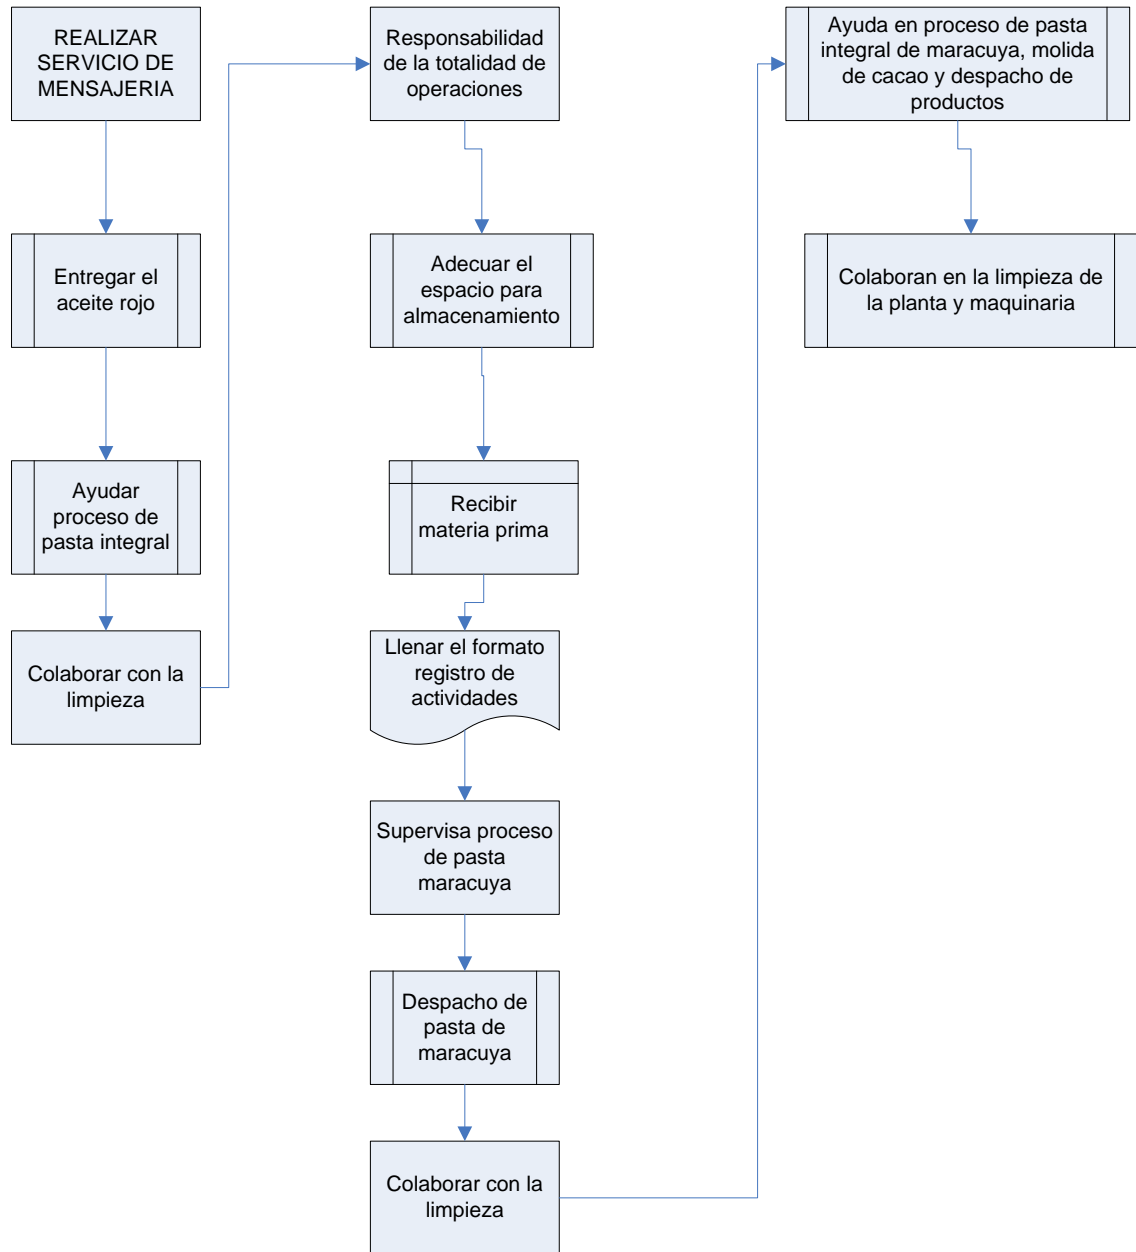 REALIZAR
SERVICIO DE
MENSAJERIA
Entregar el
aceite rojo
Ayudar
proceso de
pasta integral
Colaborar con la
limpieza
Responsabilidad
de la totalidad de
operaciones
Adecuar el
espacio para
almacenamiento
Recibir
materia prima
Llenar el formato
registro de
actividades
Supervisa proceso
de pasta
maracuya
Despacho de
pasta de
maracuya
Colaborar con la
limpieza
Ayuda en proceso de pasta
integral de maracuya, molida
de cacao y despacho de
productos
Colaboran en la limpieza de
la planta y maquinaria